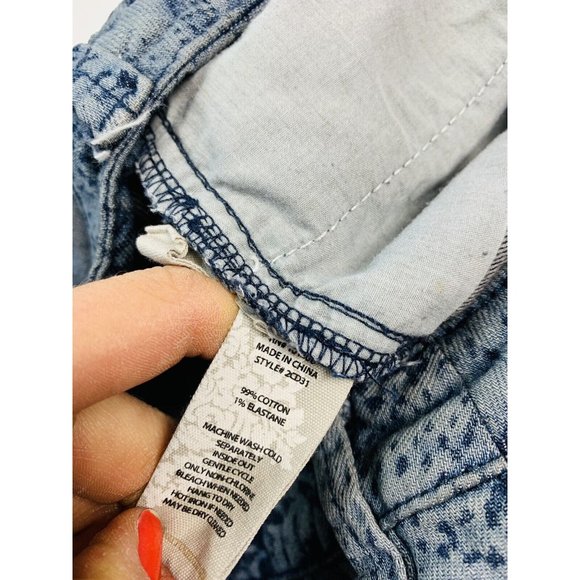 MADE IN CHINA
STYLE# 2CD31
99% COTTON
1% ELASTANE
MACHINE WASH COLD
SEPARATELY
INSIDE OUT
GENTLE CYCLE
ONLY NON-CHLORINE
BLEACH WHEN NEEDED
HANG TO DRY
HOT IRON IF NEEDED
MAY BE DRY CLEANED